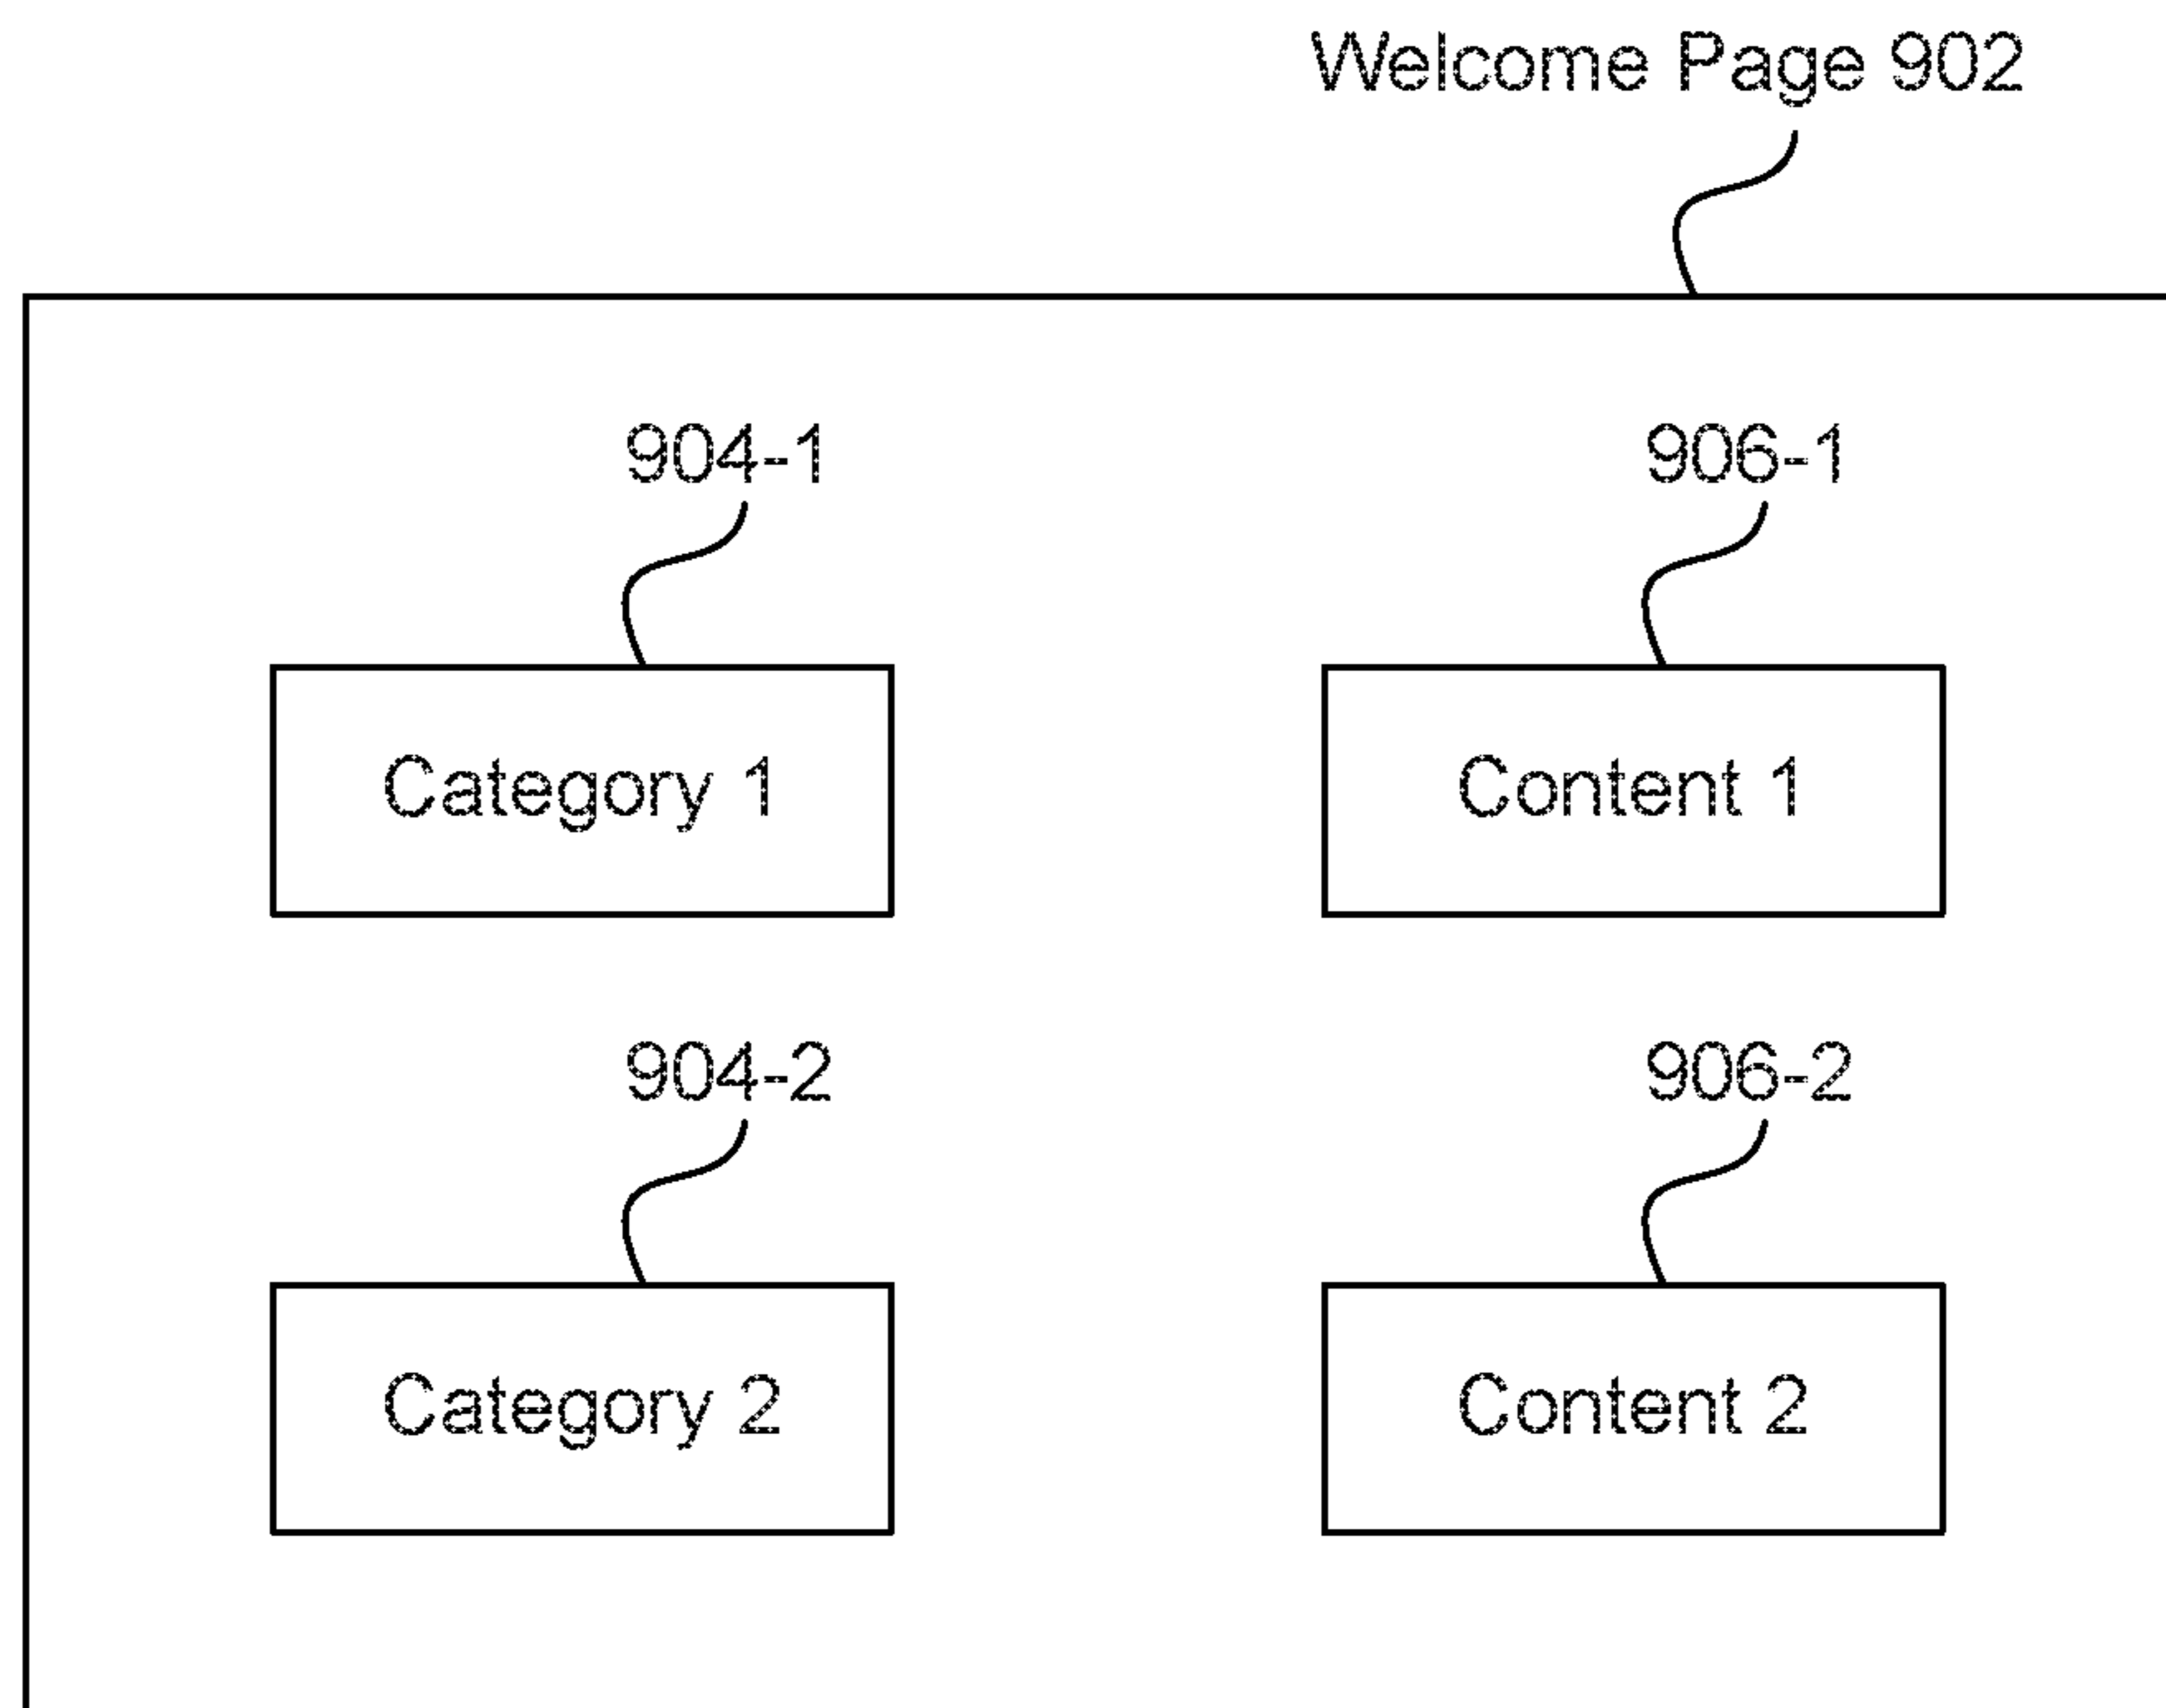 Welcome Page 902
904-1
906-1
Category 1
Content 1
904-2
906-2
Category 2
Content 2